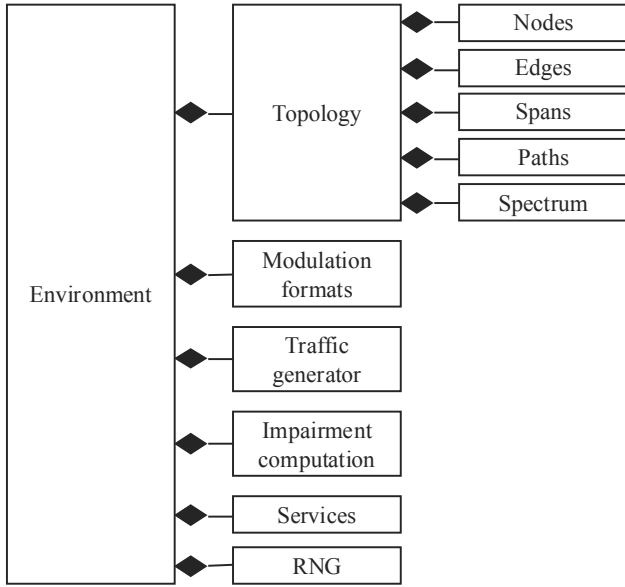 Environment
Topology
Nodes
Edges
Spans
Paths
Spectrum
Modulation
formats
Traffic
generator
Impairment
computation
Services
RNG